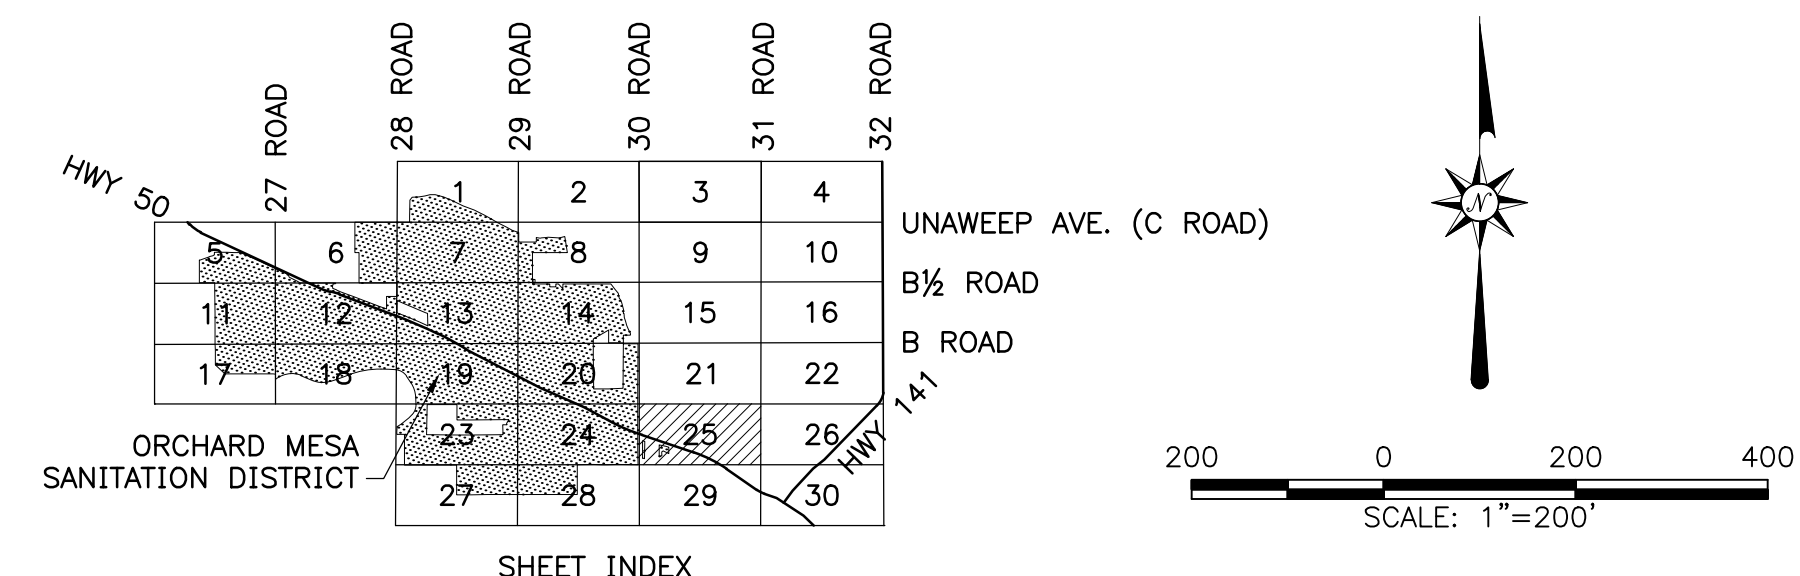 28 ROAD
29 ROAD
30 ROAD
31 ROAD
32 ROAD
27 ROAD
HWY 50
1 2 3 4
UNAWEEP AVE. (C ROAD)
5 6 7 8 9 10
B½ ROAD
11 12 13 14 15 16
B ROAD
17 18 19 20 21 22
HWY 141
23 24 25 26
ORCHARD MESA
SANITATION DISTRICT
27 28 29 30
SHEET INDEX
N
200 0 200 400
SCALE: 1"=200'